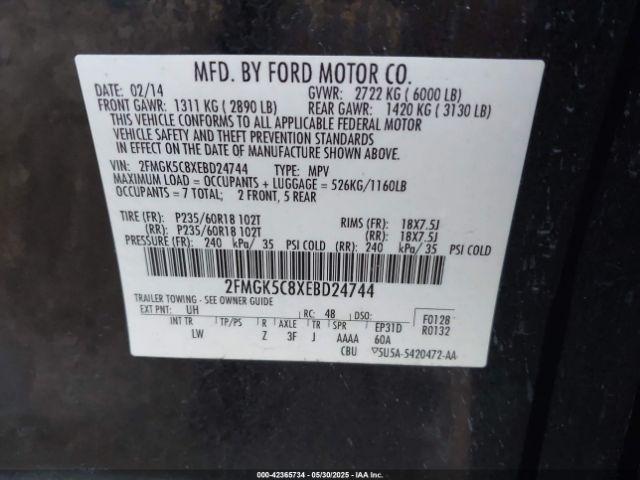 MFD. BY FORD MOTOR CO.
DATE: 02/14 GVWR: 2722 KG ( 6000 LB)
FRONT GAWR: 1311 KG ( 2890 LB) REAR GAWR: 1420 KG ( 3130 LB)
THIS VEHICLE CONFORMS TO ALL APPLICABLE FEDERAL MOTOR
VEHICLE SAFETY AND THEFT PREVENTION STANDARDS
IN EFFECT ON THE DATE OF MANUFACTURE SHOWN ABOVE.
VIN: 2FMGK5C8XEBD24744 TYPE: MPV
MAXIMUM LOAD = OCCUPANTS + LUGGAGE = 526KG/1160LB
OCCUPANTS = 7 TOTAL; 2 FRONT, 5 REAR
TIRE (FR): P235/60R18 102T RIMS (FR): 18X7.5J
(RR): P235/60R18 102T (RR): 18X7.5J
PRESSURE (FR): 240 kPa/ 35 PSI COLD (RR): 240 kPa/ 35 PSI COLD
2FMGK5C8XEBD24744
TRAILER TOWING - SEE OWNER GUIDE
EXT PNT: UH RC: 48 DSO: F0128
INT TR TP/PS R AXLE TR SPR EP31D R0132
LW Z 3F J AAAA 60A
CBU 5U5A-5420472-AA
000-42365734 - 05/30/2025 - IAAI.COM